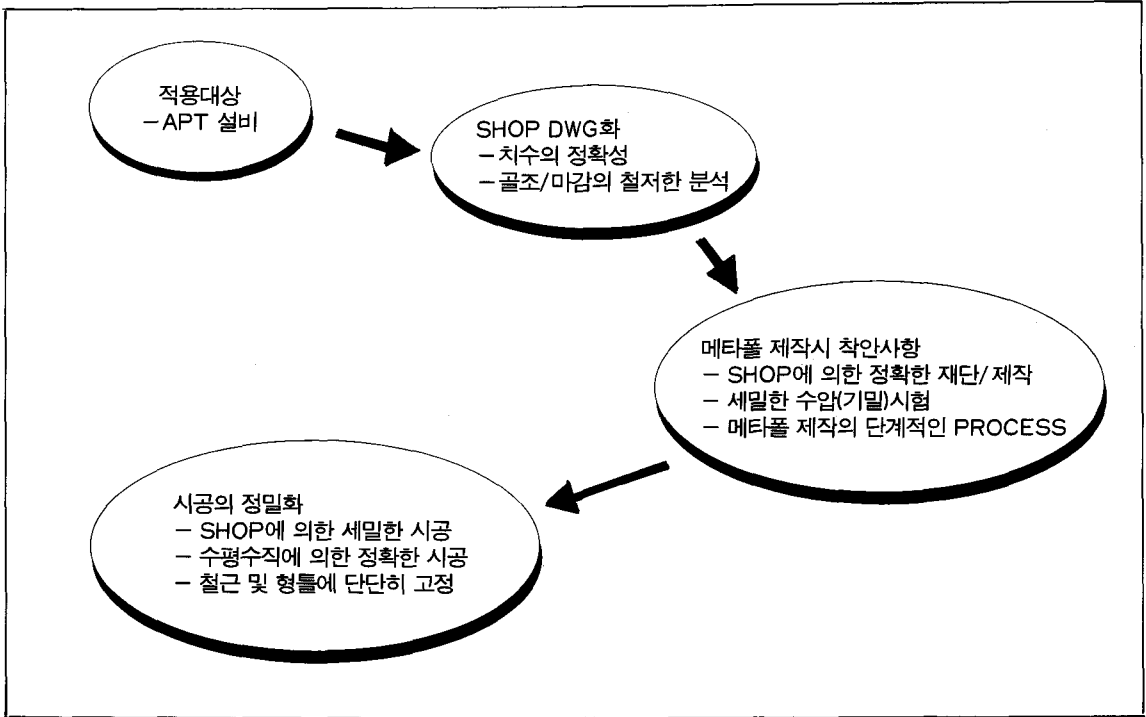 적용대상
－APT 설비
SHOP DWG화
－치수의 정확성
－골조/마감의 철저한 분석
메타폴 제작시 착안사항
－ SHOP에 의한 정확한 재단/제작
－ 세밀한 수압(기밀)시험
－ 메타폴 제작의 단계적인 PROCESS
시공의 정밀화
－ SHOP에 의한 세밀한 시공
－ 수평수직에 의한 정확한 시공
－ 철근 및 형틀에 단단히 고정